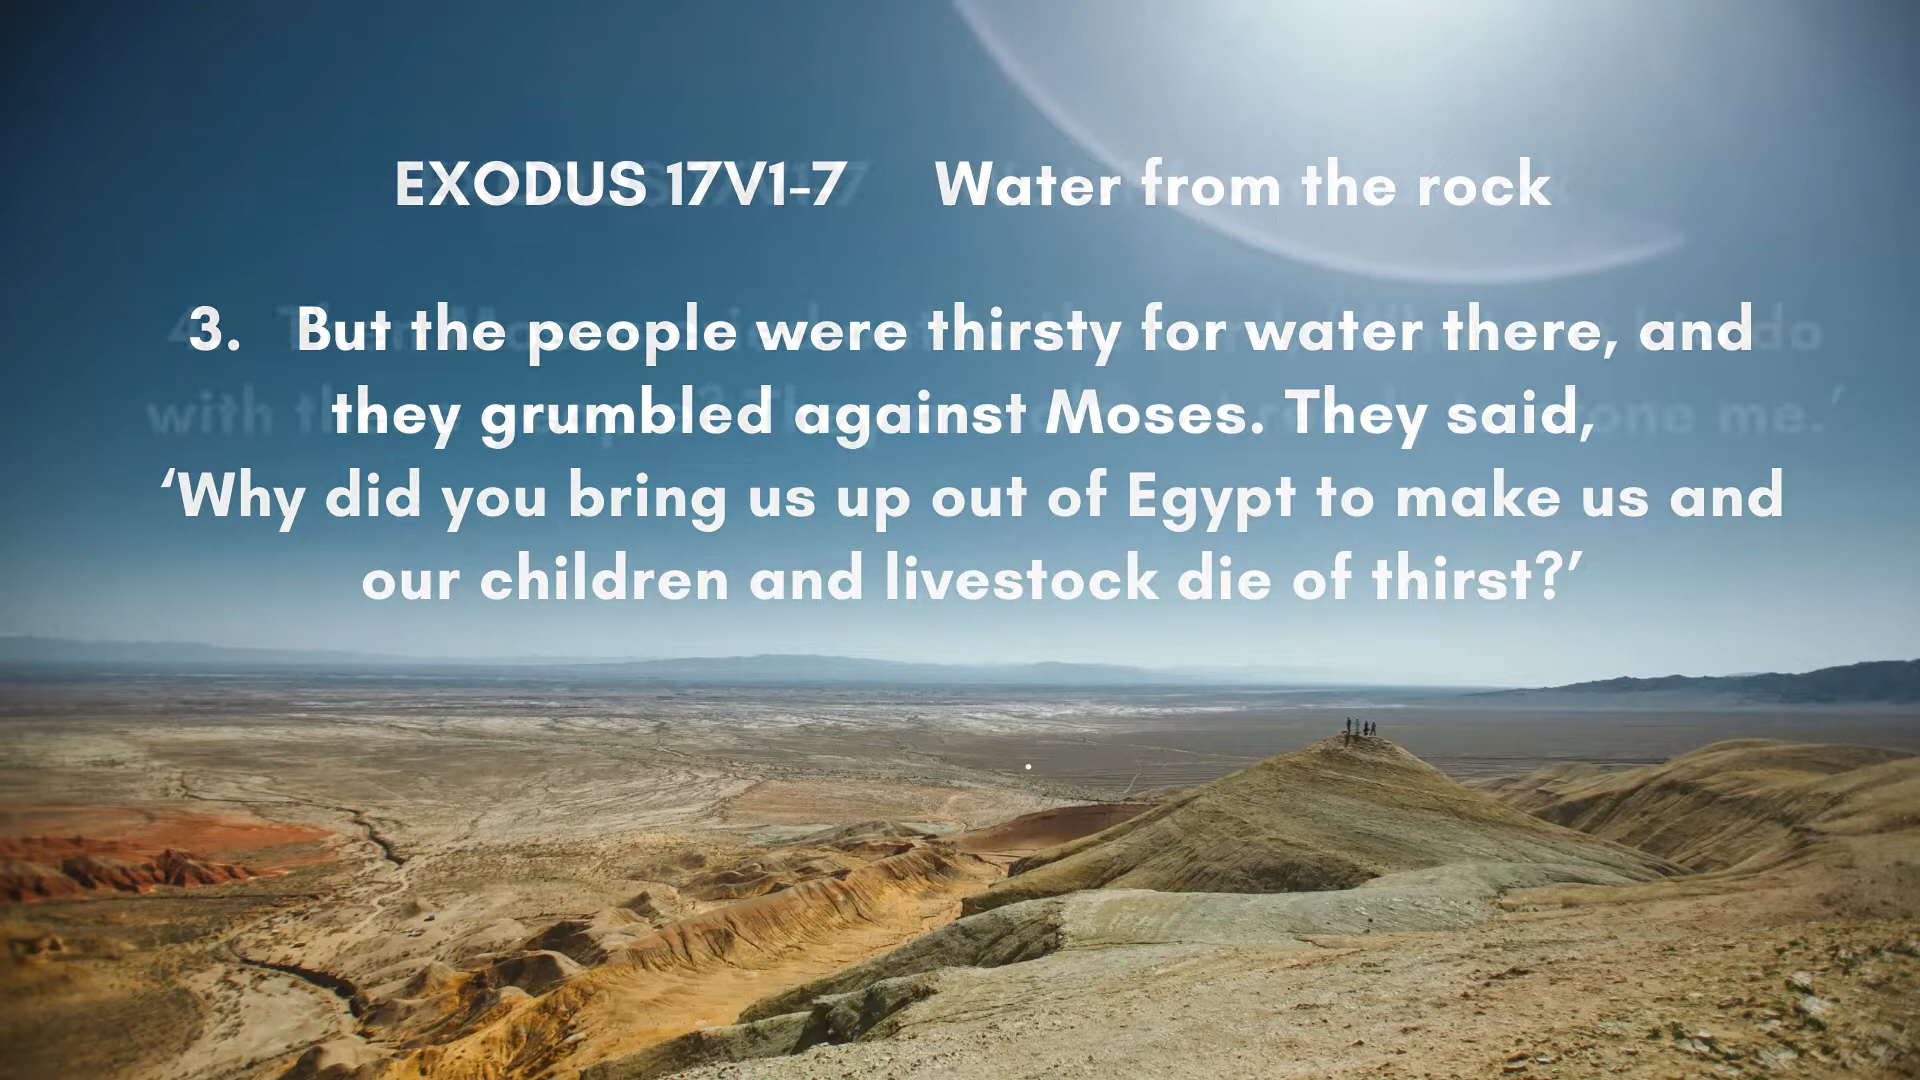 EXODUS 17V1-7 Water from the rock
3. But the people were thirsty for water there, and
they grumbled against Moses. They said,
‘Why did you bring us up out of Egypt to make us and
our children and livestock die of thirst?’